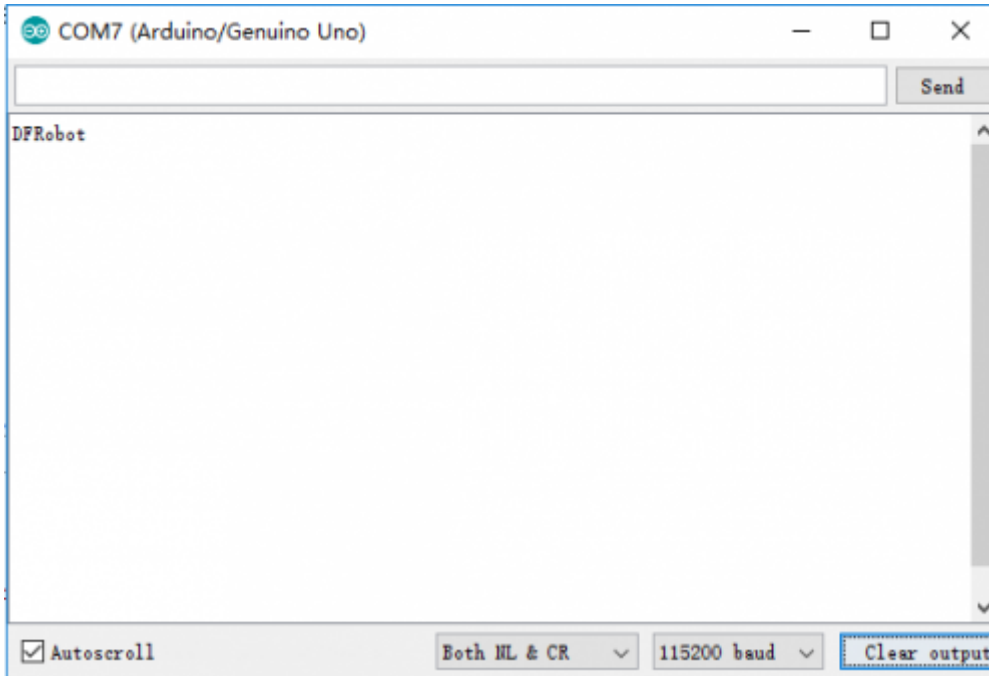 COM7 (Arduino/Genuino Uno)
Send
DFRobot
Autoscroll
Both NL & CR
115200 baud
Clear output